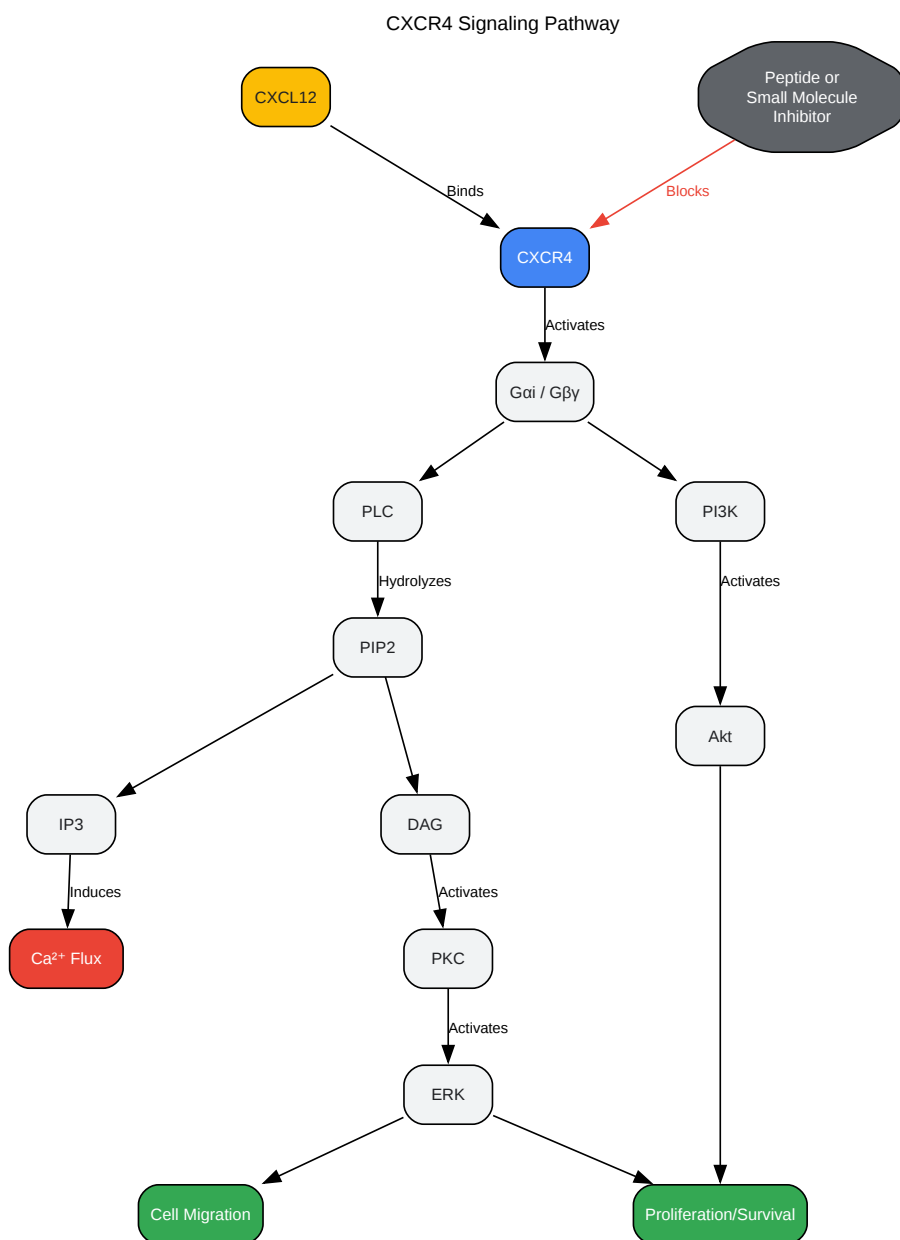 CXCR4 Signaling Pathway
CXCL12
Peptide or
Small Molecule
Inhibitor
Binds
Blocks
CXCR4
Activates
Gαi / Gβγ
PLC
PI3K
Hydrolyzes
Activates
PIP2
Akt
IP3
DAG
Induces
Activates
Ca²⁺ Flux
PKC
Activates
ERK
Cell Migration
Proliferation/Survival